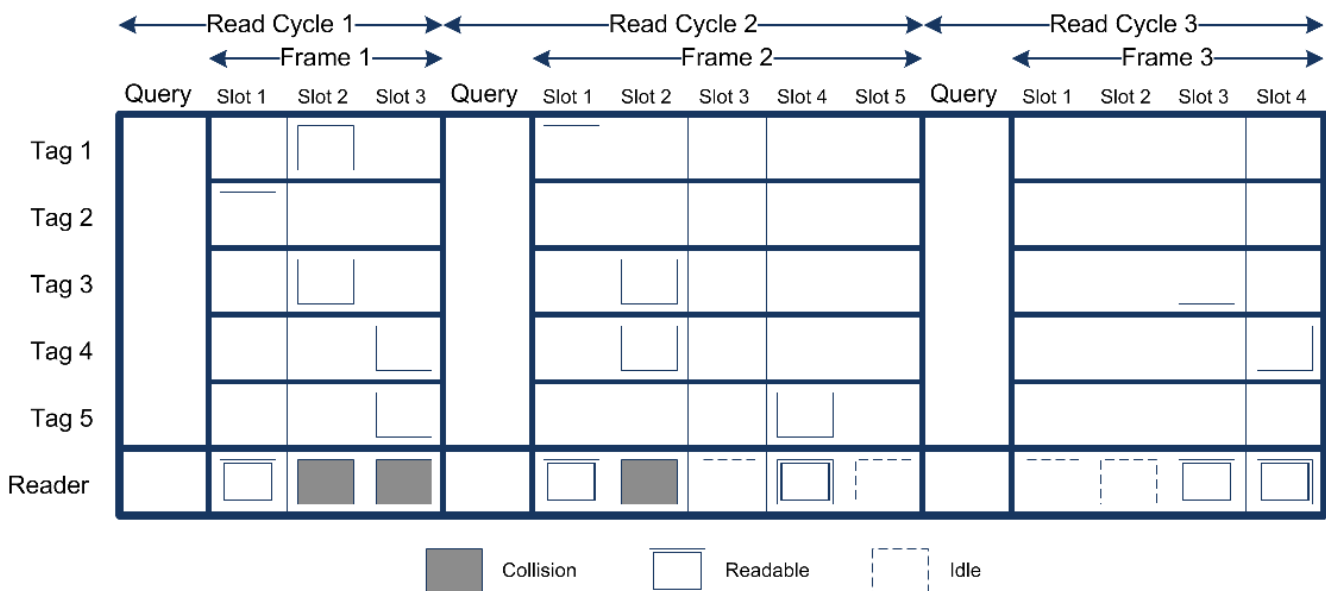 Read Cycle 1 Read Cycle 2 Read Cycle 3
Frame 1 Frame 2 Frame 3
Query Slot 1 Slot 2 Slot 3 Query Slot 1 Slot 2 Slot 3 Slot 4 Slot 5 Query Slot 1 Slot 2 Slot 3 Slot 4
Tag 1
Tag 2
Tag 3
Tag 4
Tag 5
Reader
Collision Readable Idle